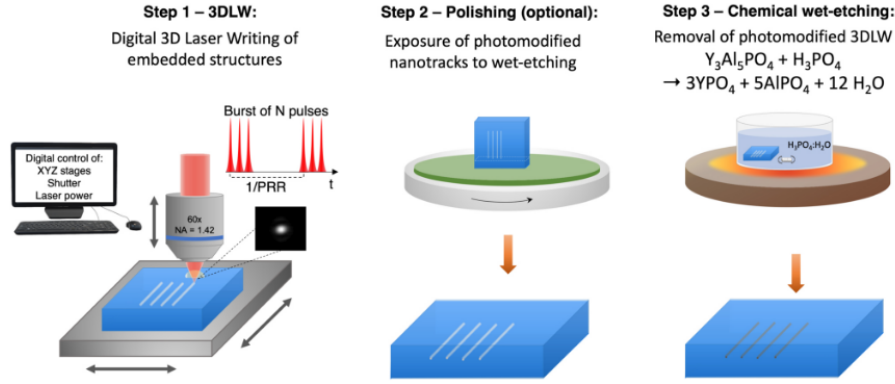 Step 1 – 3DLW:
Digital 3D Laser Writing of
embedded structures
Burst of N pulses
1/PRR
t
Digital control of:
XYZ stages
Shutter
Laser power
60x
NA = 1.42
Step 2 – Polishing (optional):
Exposure of photomodified
nanotracks to wet-etching
Step 3 – Chemical wet-etching:
Removal of photomodified 3DLW
Y₃Al₅PO₄ + H₃PO₄
→ 3YPO₄ + 5AlPO₄ + 12 H₂O
H₃PO₄:H₂O